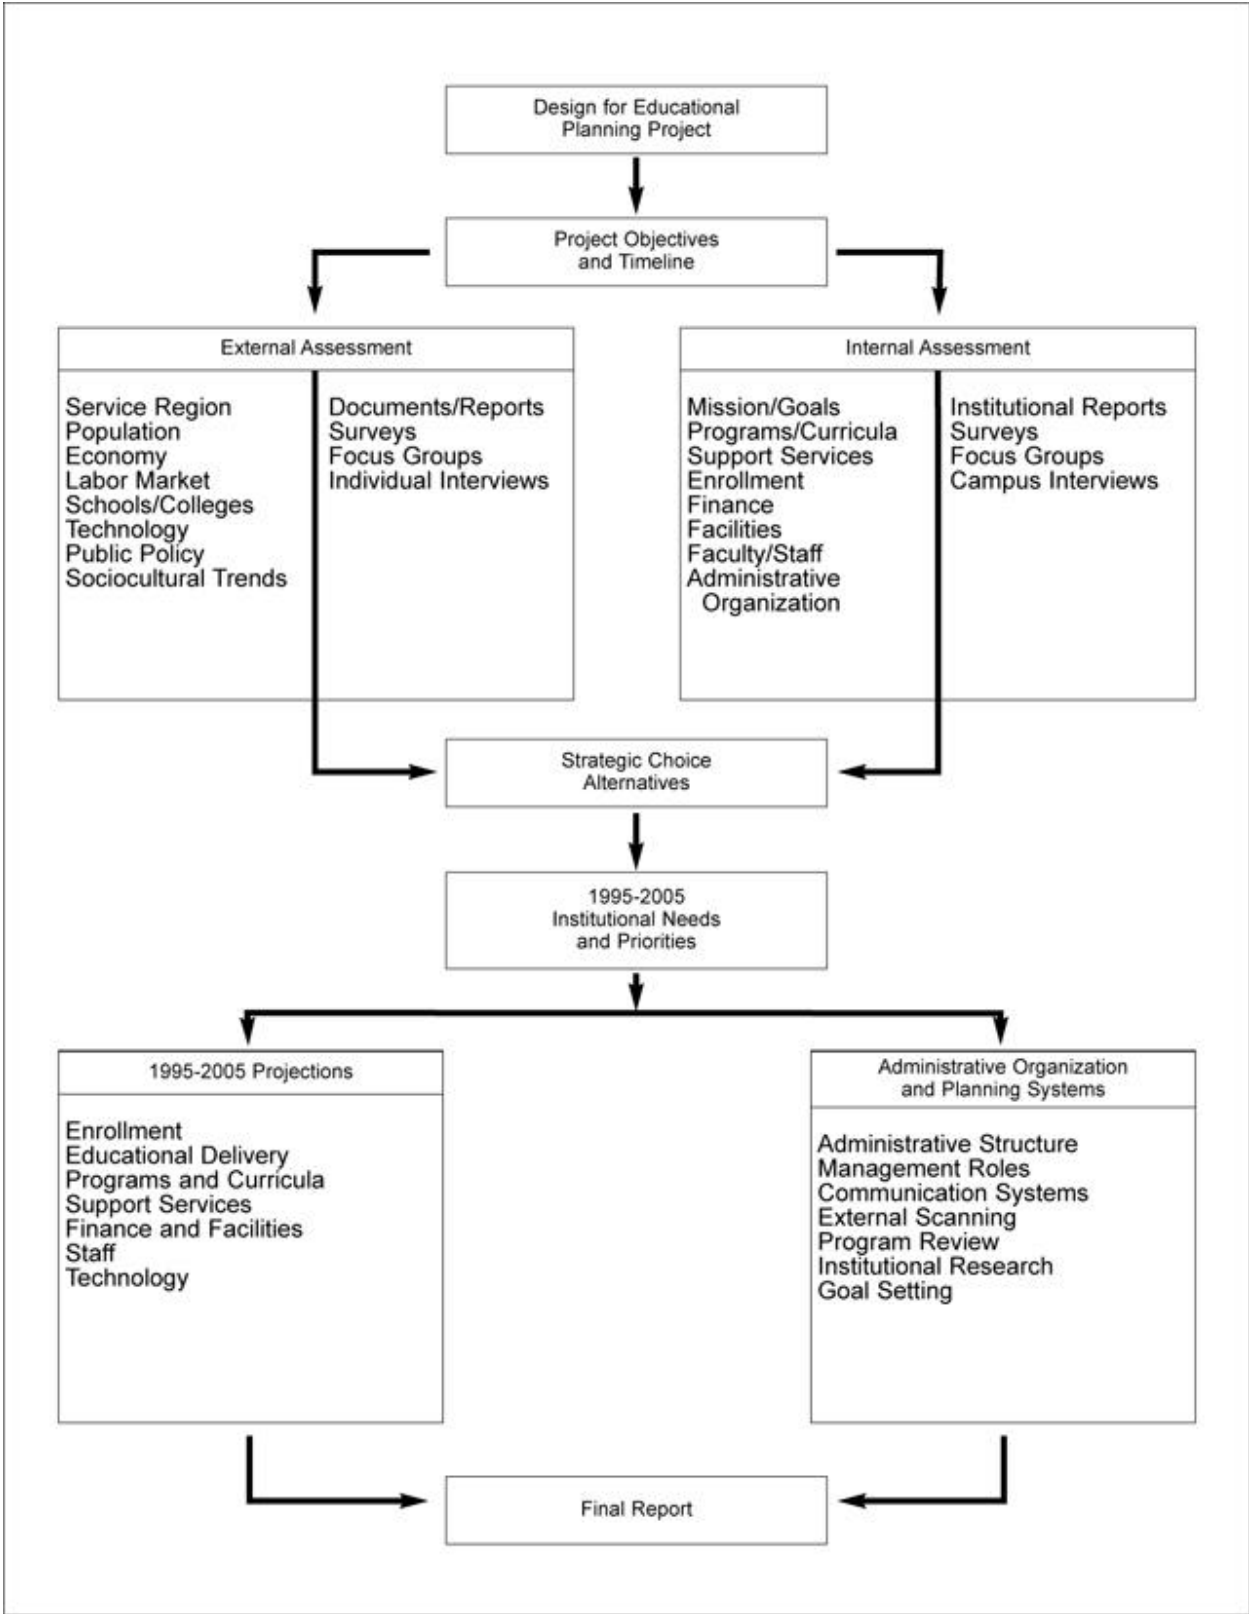 Design for Educational
Planning Project
Project Objectives
and Timeline
External Assessment
Service Region
Population
Economy
Labor Market
Schools/Colleges
Technology
Public Policy
Sociocultural Trends
Documents/Reports
Surveys
Focus Groups
Individual Interviews
Internal Assessment
Mission/Goals
Programs/Curricula
Support Services
Enrollment
Finance
Facilities
Faculty/Staff
Administrative
Organization
Institutional Reports
Surveys
Focus Groups
Campus Interviews
Strategic Choice
Alternatives
1995-2005
Institutional Needs
and Priorities
1995-2005 Projections
Enrollment
Educational Delivery
Programs and Curricula
Support Services
Finance and Facilities
Staff
Technology
Administrative Organization
and Planning Systems
Administrative Structure
Management Roles
Communication Systems
External Scanning
Program Review
Institutional Research
Goal Setting
Final Report